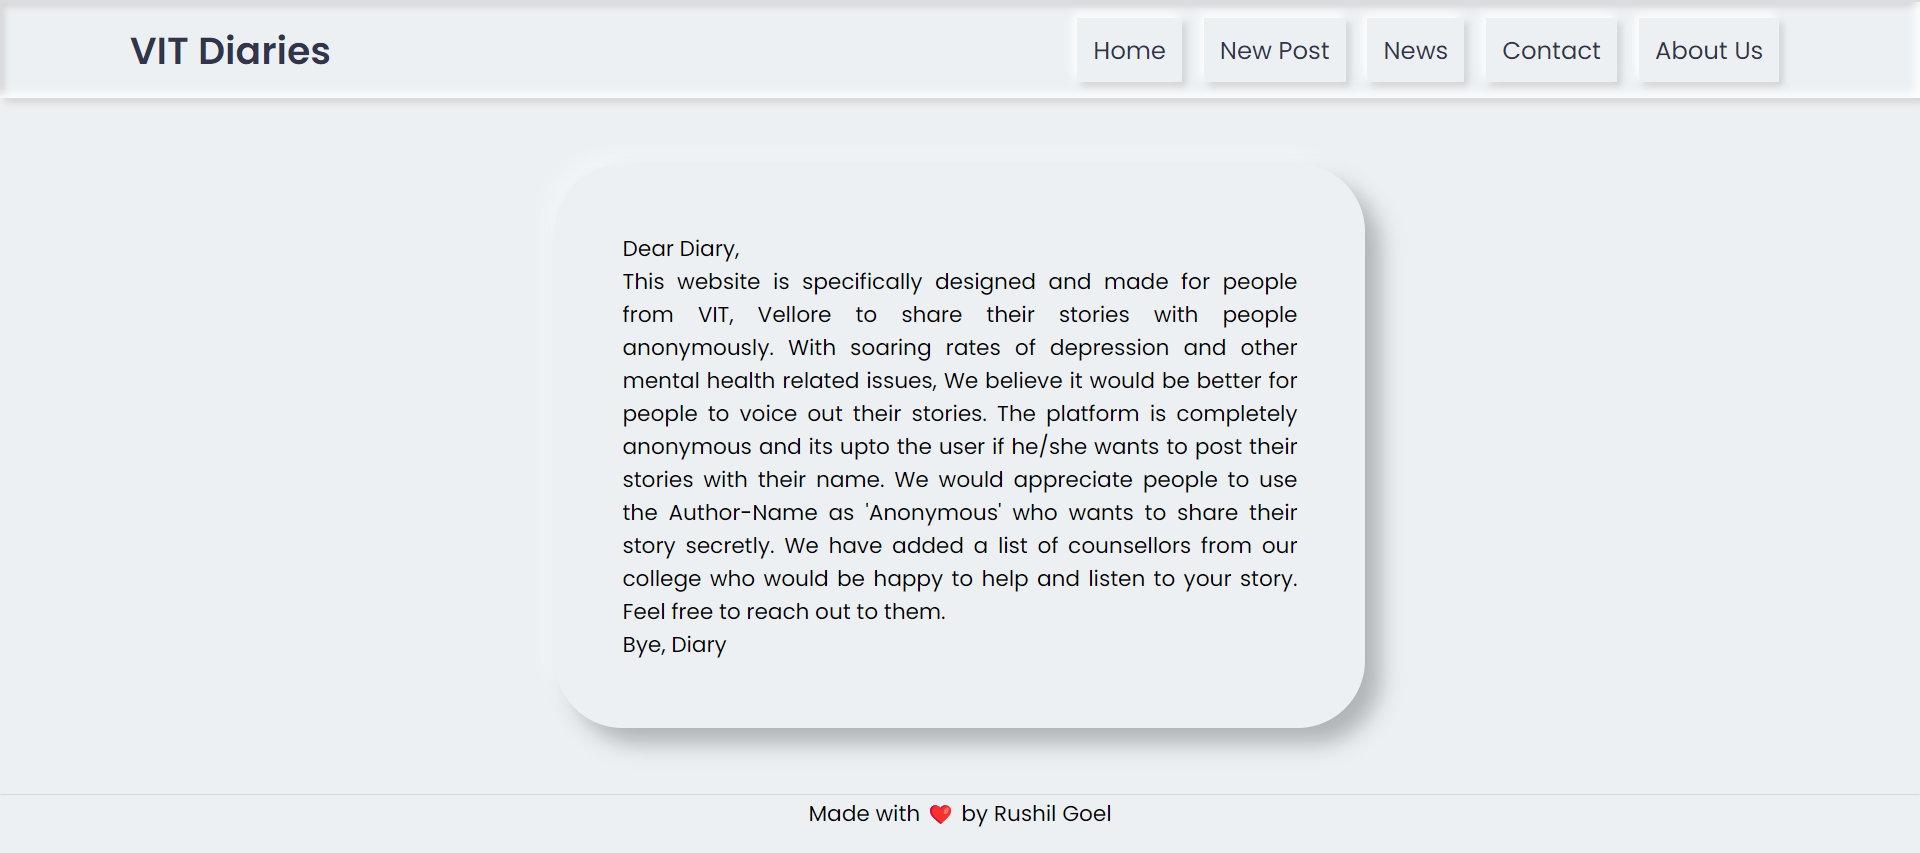 VIT Diaries
Home
New Post
News
Contact
About Us
Dear Diary,
This website is specifically designed and made for people
from VIT, Vellore to share their stories with people
anonymously. With soaring rates of depression and other
mental health related issues, We believe it would be better for
people to voice out their stories. The platform is completely
anonymous and its upto the user if he/she wants to post their
stories with their name. We would appreciate people to use
the Author-Name as 'Anonymous' who wants to share their
story secretly. We have added a list of counsellors from our
college who would be happy to help and listen to your story.
Feel free to reach out to them.
Bye, Diary
Made with ❤️ by Rushil Goel